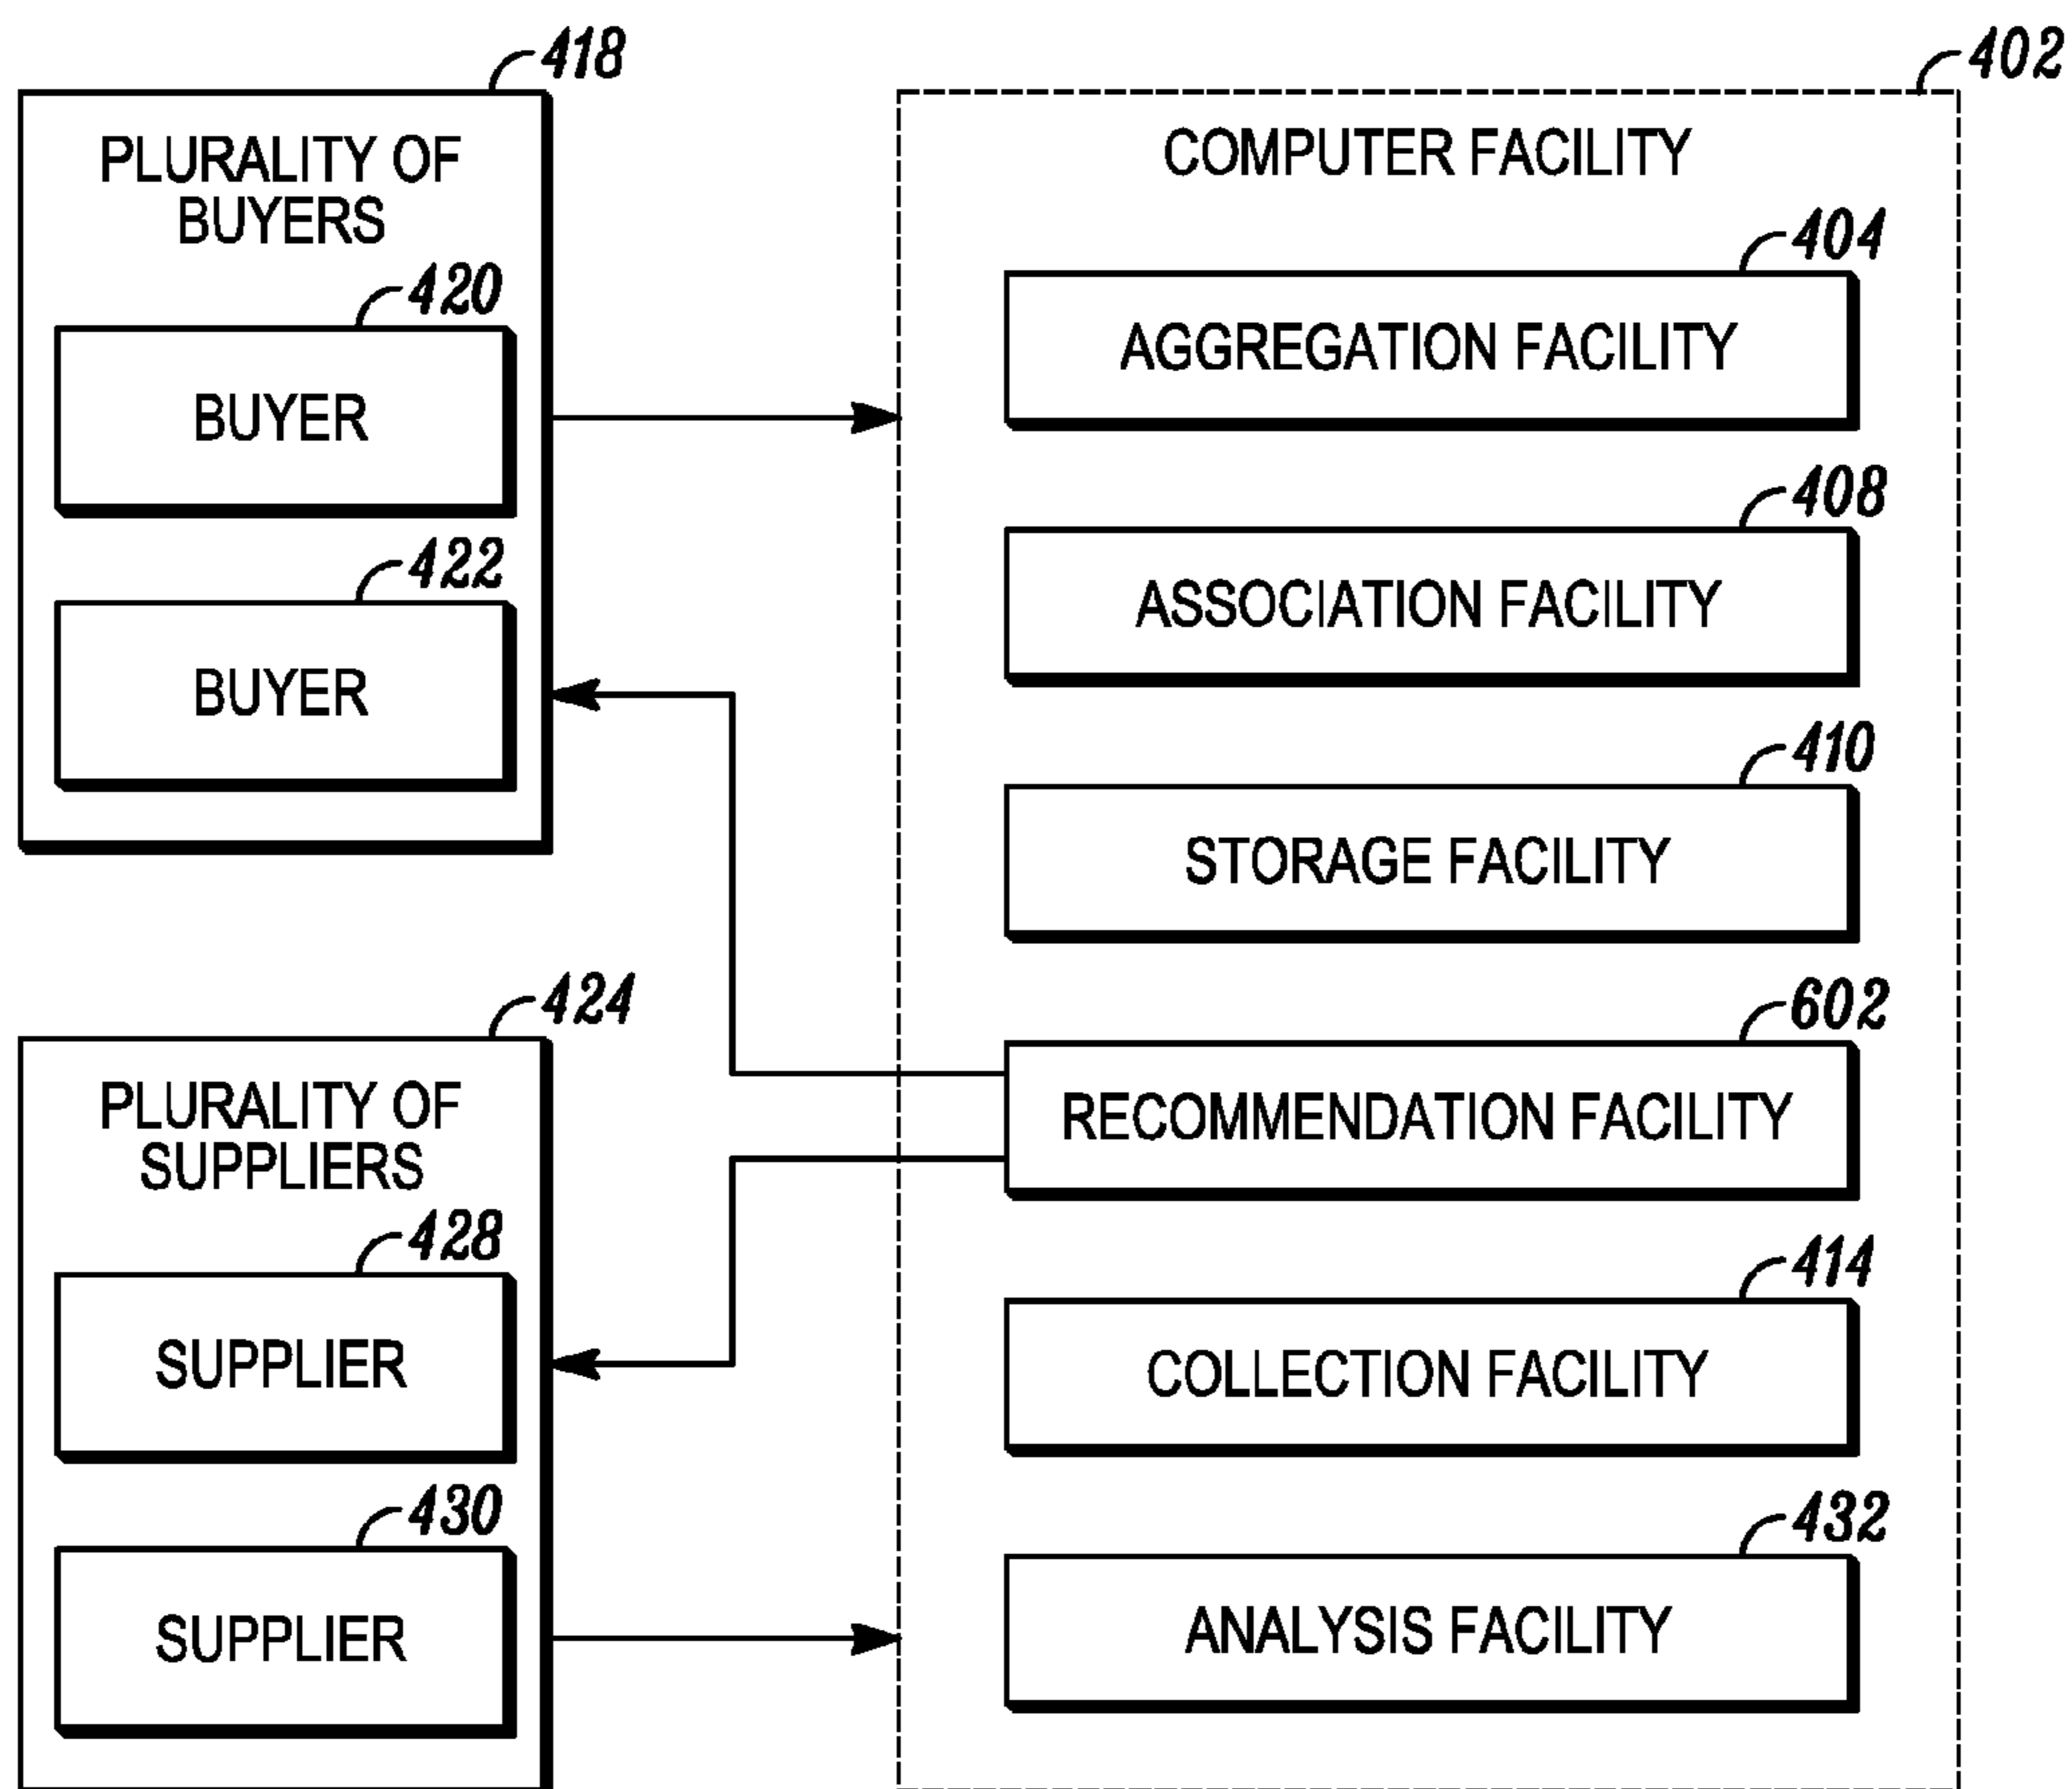 418
PLURALITY OF
BUYERS
420
BUYER
422
BUYER
424
PLURALITY OF
SUPPLIERS
428
SUPPLIER
430
SUPPLIER
402
COMPUTER FACILITY
404
AGGREGATION FACILITY
408
ASSOCIATION FACILITY
410
STORAGE FACILITY
602
RECOMMENDATION FACILITY
414
COLLECTION FACILITY
432
ANALYSIS FACILITY